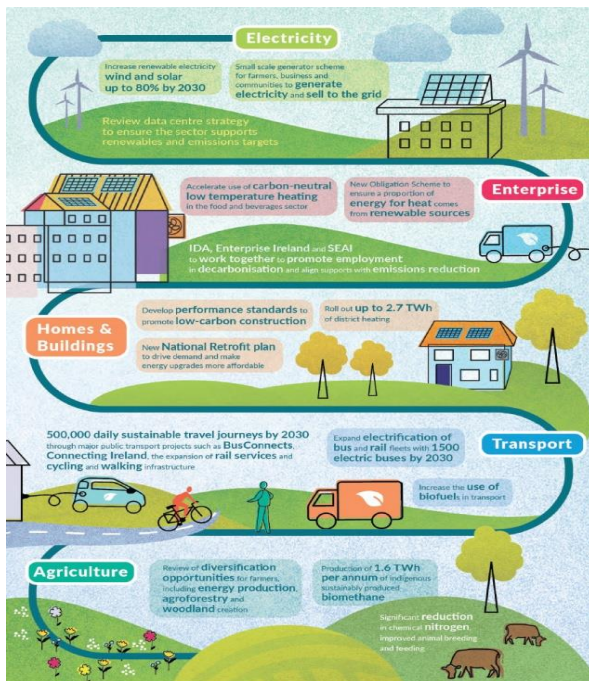 Electricity
Increase renewable electricity
wind and solar
up to 80% by 2030
Small scale generator scheme
for farmers, business and
communities to generate
electricity and sell to the grid
Review data centre strategy
to ensure the sector supports
renewables and emissions targets
Enterprise
Accelerate use of carbon-neutral
low temperature heating
in the food and beverages sector
New Obligation Scheme to
ensure a proportion of
energy for heat comes
from renewable sources
IDA, Enterprise Ireland and SEAI
to work together to promote employment
in decarbonisation and align supports with emissions reduction
Homes &
Buildings
Develop performance standards to
promote low-carbon construction
Roll out up to 2.7 TWh
of district heating
New National Retrofit plan
to drive demand and make
energy upgrades more affordable
Transport
500,000 daily sustainable travel journeys by 2030
through major public transport projects such as BusConnects,
Connecting Ireland, the expansion of rail services and
cycling and walking infrastructure
Expand electrification of
bus and rail fleets with 1500
electric buses by 2030
Increase the use of
biofuels in transport
Agriculture
Review of diversification
opportunities for farmers,
including energy production,
agroforestry and
woodland creation
Production of 1.6 TWh
per annum of indigenous
sustainably produced
biomethane
Significant reduction
in chemical nitrogen,
improved animal breeding
and feeding